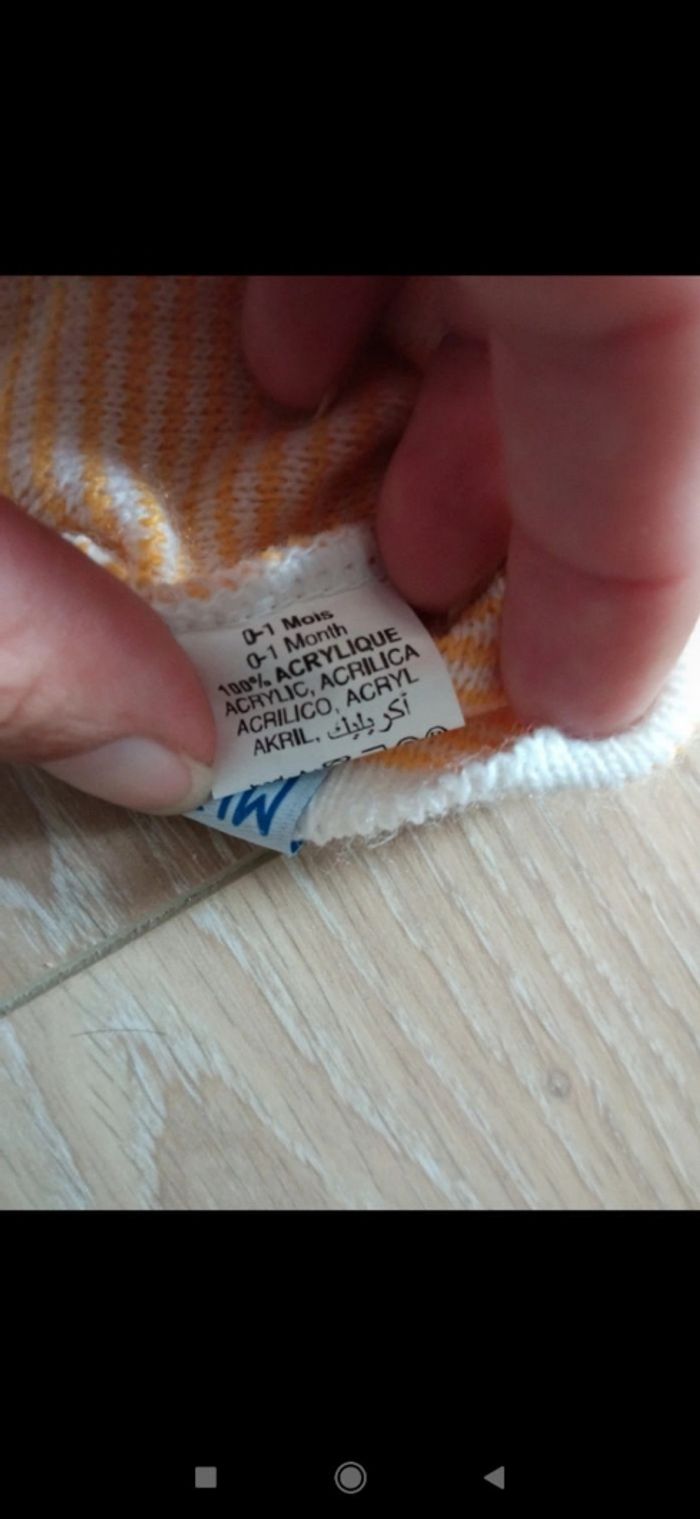 0-1 Mois
0-1 Month
100% ACRYLIQUE
ACRYLIC, ACRILICA
ACRILICO, ACRYL
AKRIL, أكريليك